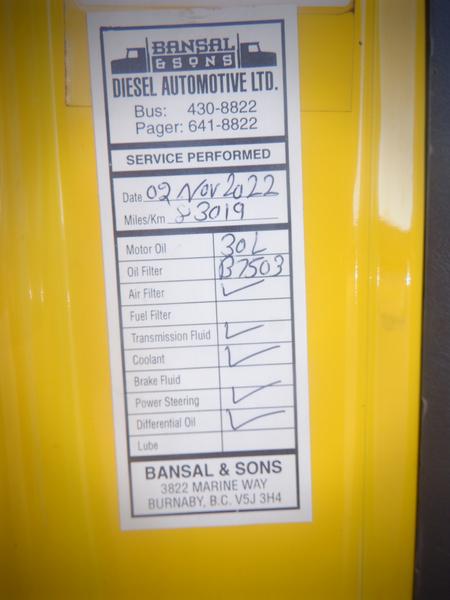 BANSAL
& SONS
DIESEL AUTOMOTIVE LTD.
Bus: 430-8822
Pager: 641-8822
SERVICE PERFORMED
Date 02 Nov 2022
Miles/Km 83019
Motor Oil 30L
Oil Filter B7503
Air Filter ✓
Fuel Filter
Transmission Fluid ✓
Coolant ✓
Brake Fluid
Power Steering ✓
Differential Oil ✓
Lube
BANSAL & SONS
3822 MARINE WAY
BURNABY, B.C. V5J 3H4